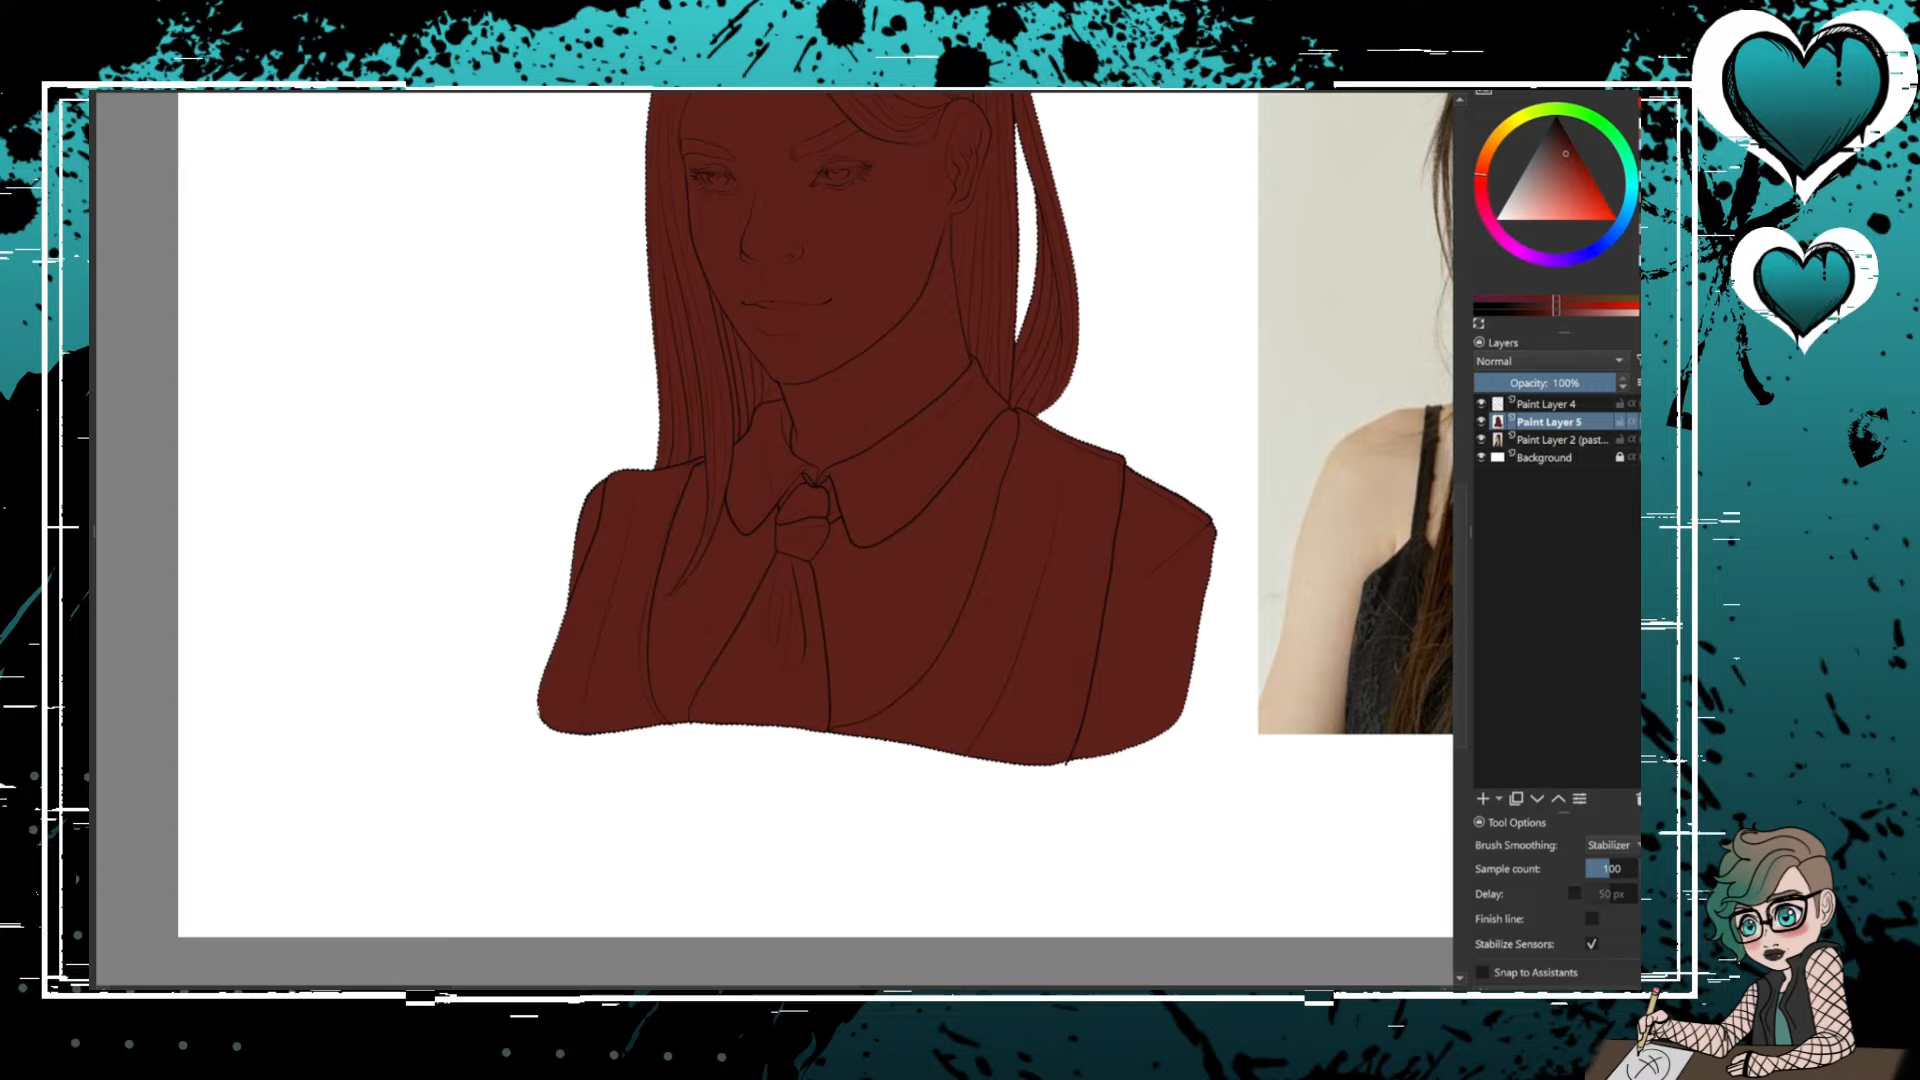 Layers
Normal
Opacity: 100%
Paint Layer 4
Paint Layer 5
Paint Layer 2 (past...
Background
Tool Options
Brush Smoothing: Stabilizer
Sample count: 100
Delay: 50 px
Finish line:
Stabilize Sensors:
Snap to Assistants